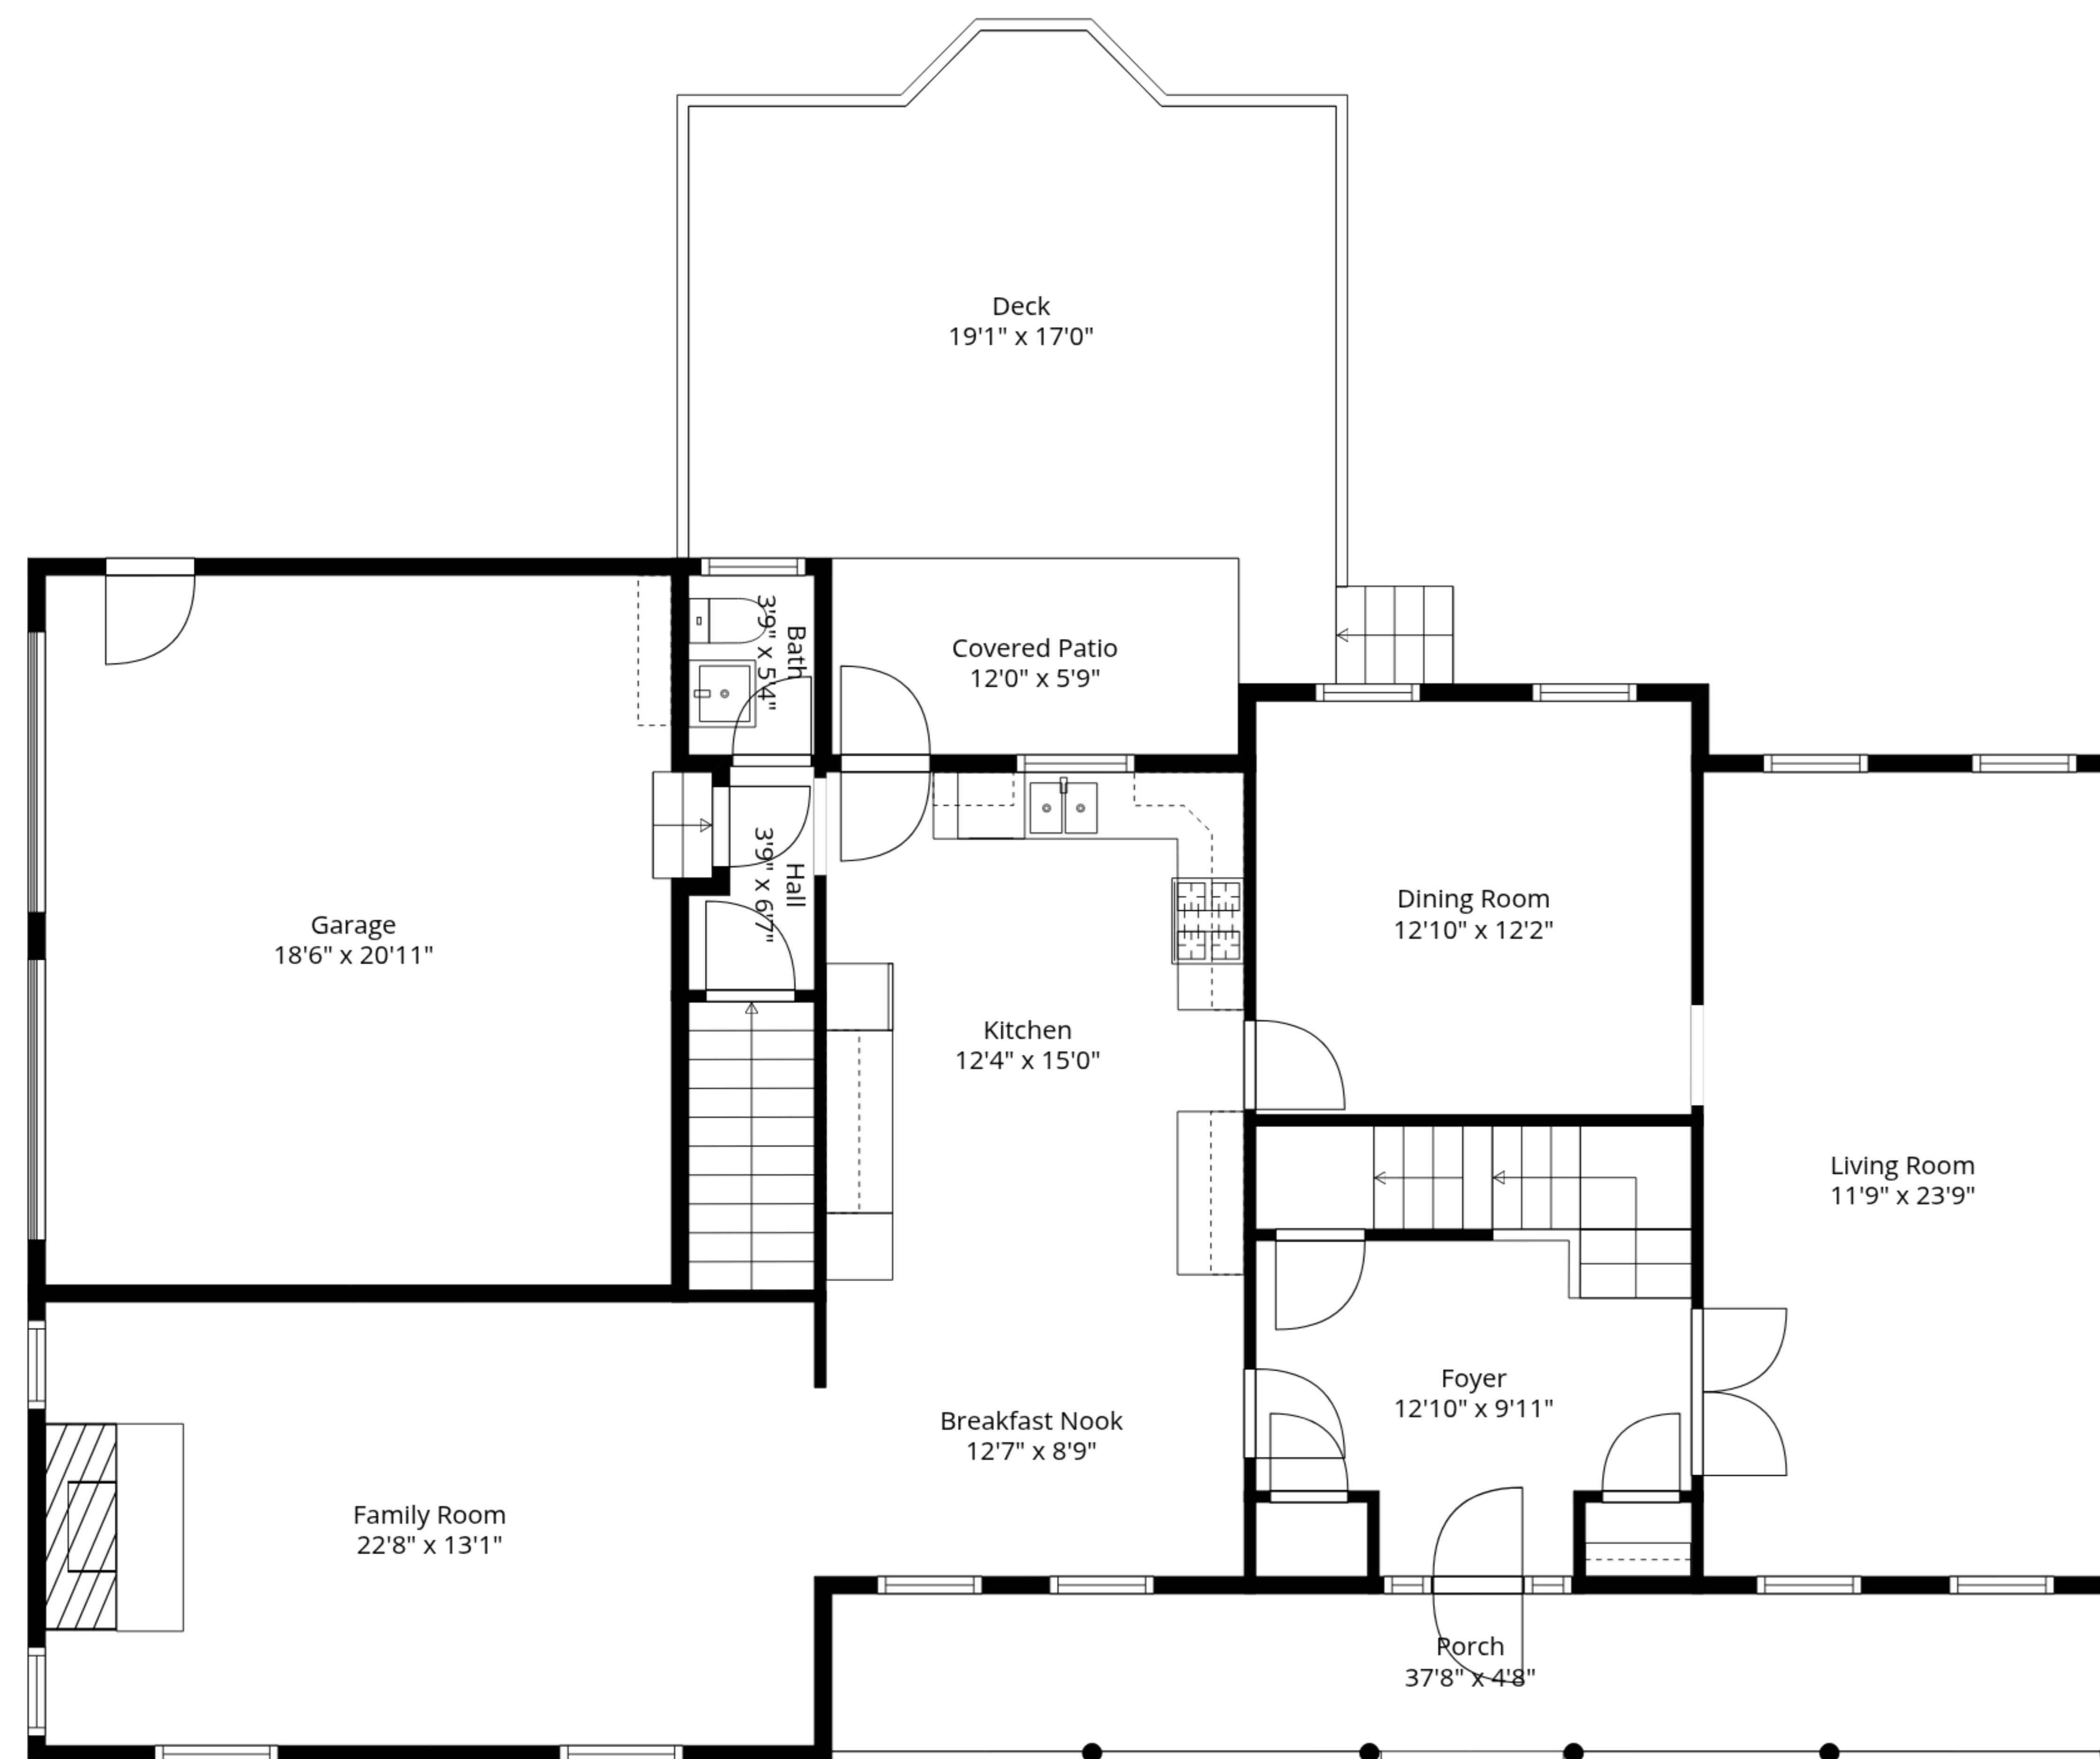 Deck
19'1" x 17'0"
Bath
3'9" x 5'4"
Covered Patio
12'0" x 5'9"
Hall
3'9" x 6'7"
Garage
18'6" x 20'11"
Dining Room
12'10" x 12'2"
Kitchen
12'4" x 15'0"
Living Room
11'9" x 23'9"
Foyer
12'10" x 9'11"
Breakfast Nook
12'7" x 8'9"
Family Room
22'8" x 13'1"
Porch
37'8" x 4'8"